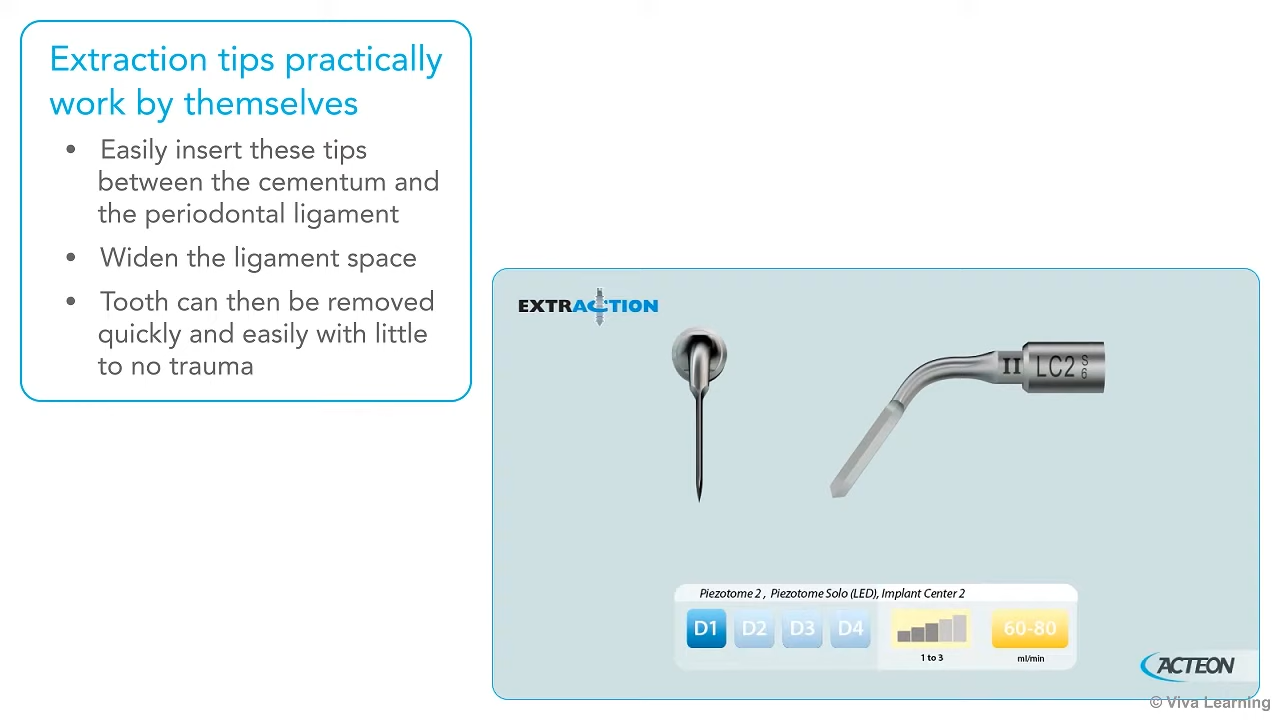 Extraction tips practically
work by themselves
• Easily insert these tips
between the cementum and
the periodontal ligament
• Widen the ligament space
• Tooth can then be removed
quickly and easily with little
to no trauma
EXTRACTION
II LC2 S6
Piezotome 2 , Piezotome Solo (LED), Implant Center 2
D1 D2 D3 D4 60-80
1 to 3 ml/min
ACTEON
© Viva Learning